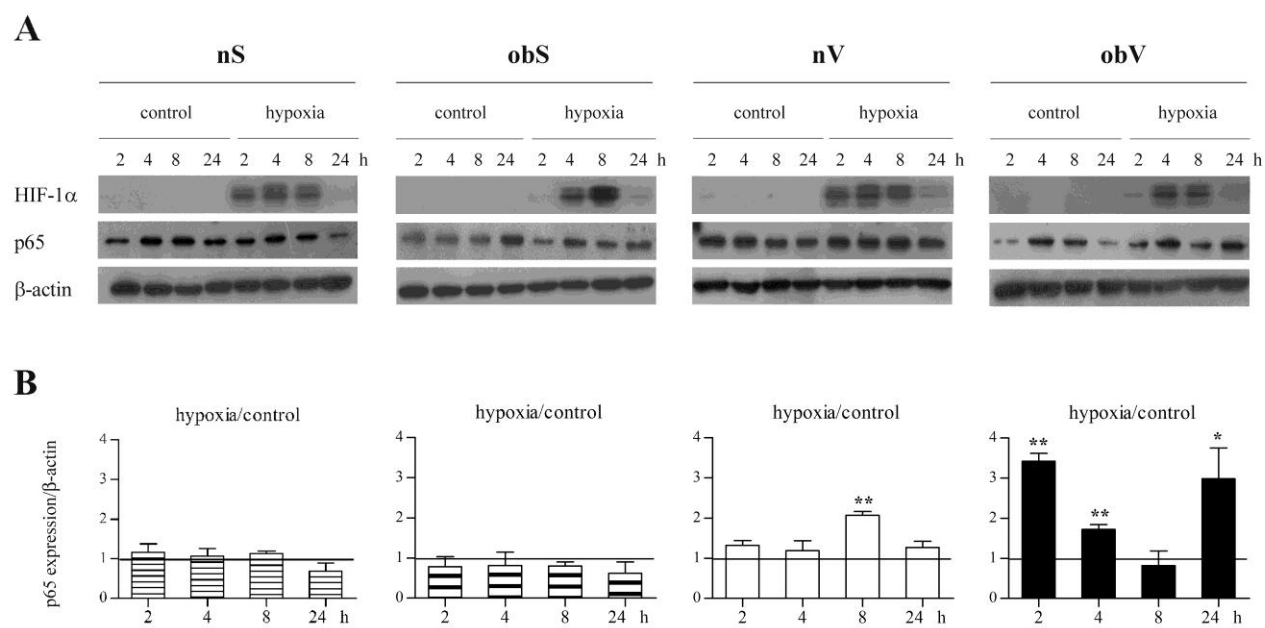 A
nS obS nV obV
control hypoxia control hypoxia control hypoxia control hypoxia
2 4 8 24 2 4 8 24 h 2 4 8 24 2 4 8 24 h 2 4 8 24 2 4 8 24 h 2 4 8 24 2 4 8 24 h
HIF-1α
p65
β-actin
B
hypoxia/control hypoxia/control hypoxia/control hypoxia/control
p65 expression/β-actin
4 4 4 4
** *
3 3 3 3
** **
2 2 2 2
1 1 1 1
0 0 0 0
2 4 8 24 h 2 4 8 24 h 2 4 8 24 h 2 4 8 24 h